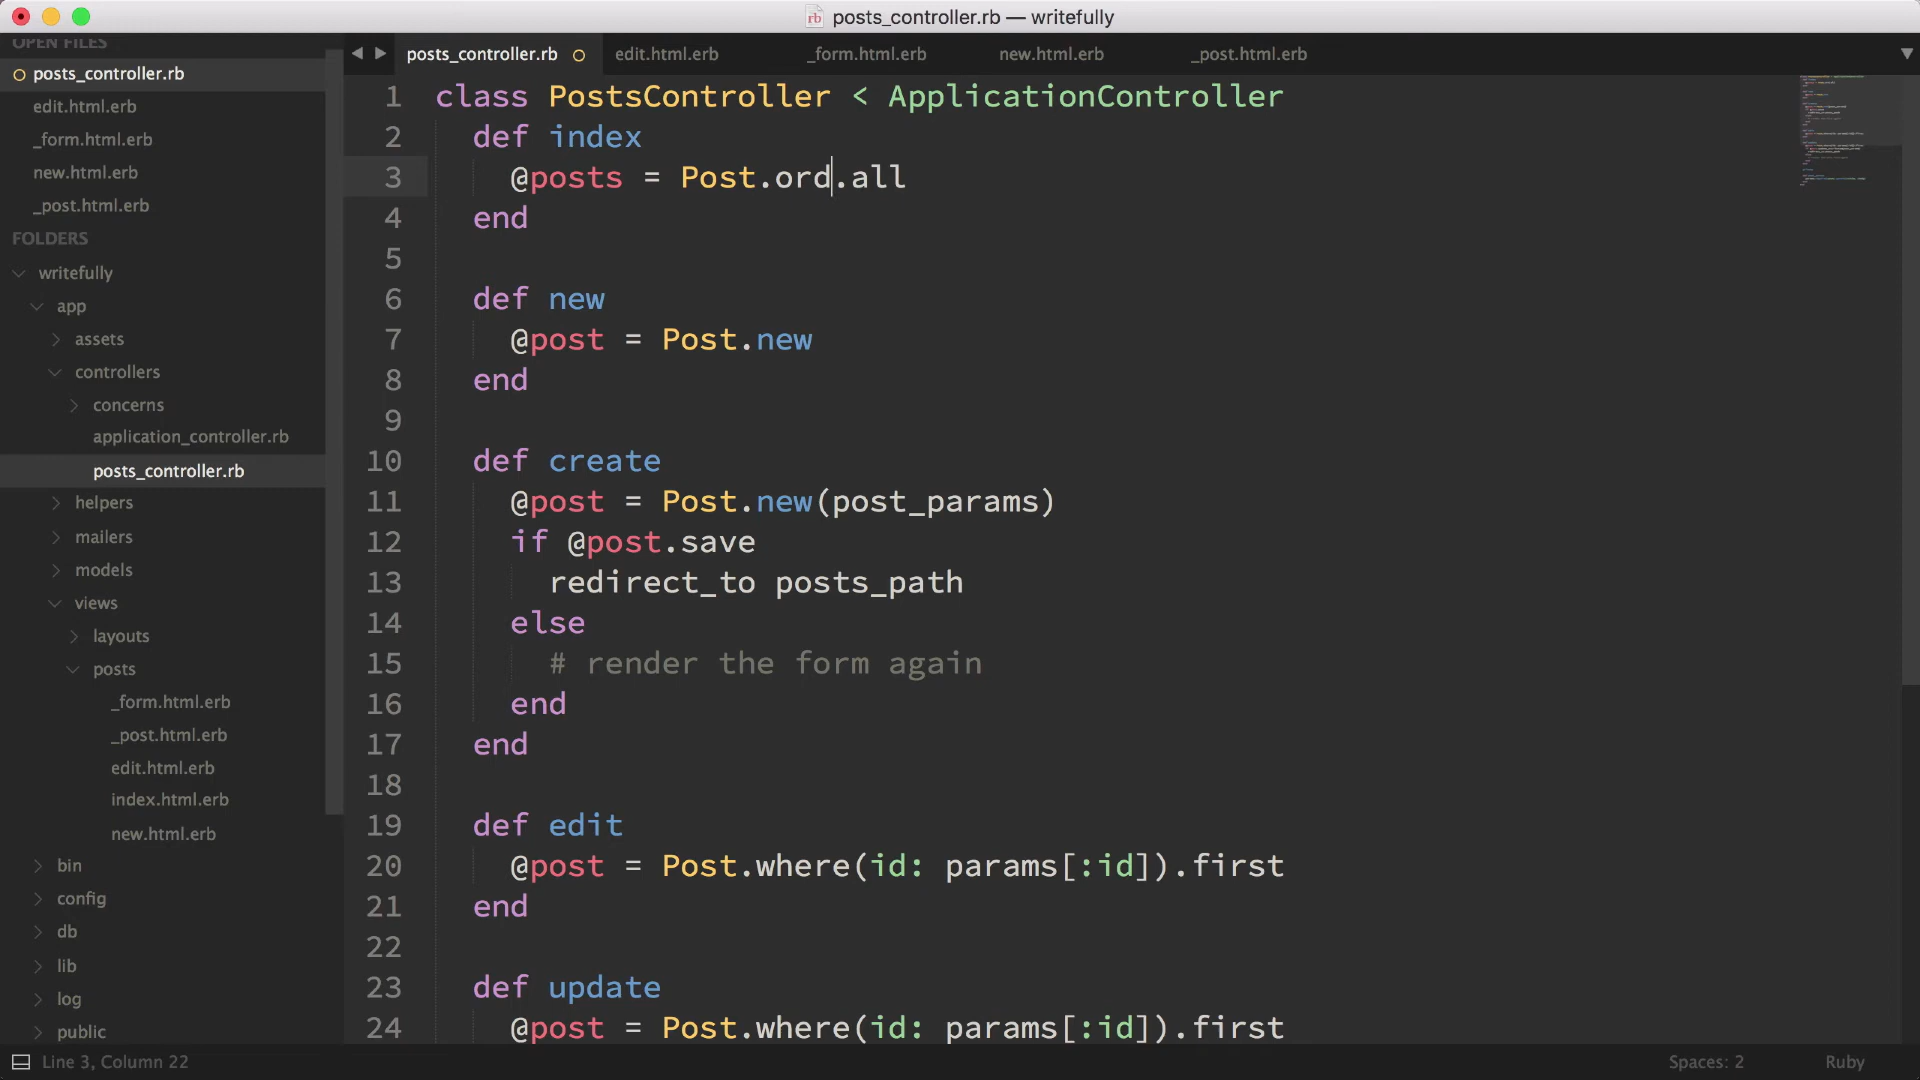 posts_controller.rb — writefully
OPEN FILES
posts_controller.rb
edit.html.erb
_form.html.erb
new.html.erb
_post.html.erb
FOLDERS
writefully
app
assets
controllers
concerns
application_controller.rb
posts_controller.rb
helpers
mailers
models
views
layouts
posts
_form.html.erb
_post.html.erb
edit.html.erb
index.html.erb
new.html.erb
bin
config
db
lib
log
public
posts_controller.rb edit.html.erb _form.html.erb new.html.erb _post.html.erb
1 class PostsController < ApplicationController
2 def index
3 @posts = Post.ord.all
4 end
5
6 def new
7 @post = Post.new
8 end
9
10 def create
11 @post = Post.new(post_params)
12 if @post.save
13 redirect_to posts_path
14 else
15 # render the form again
16 end
17 end
18
19 def edit
20 @post = Post.where(id: params[:id]).first
21 end
22
23 def update
24 @post = Post.where(id: params[:id]).first
Line 3, Column 22 Spaces: 2 Ruby